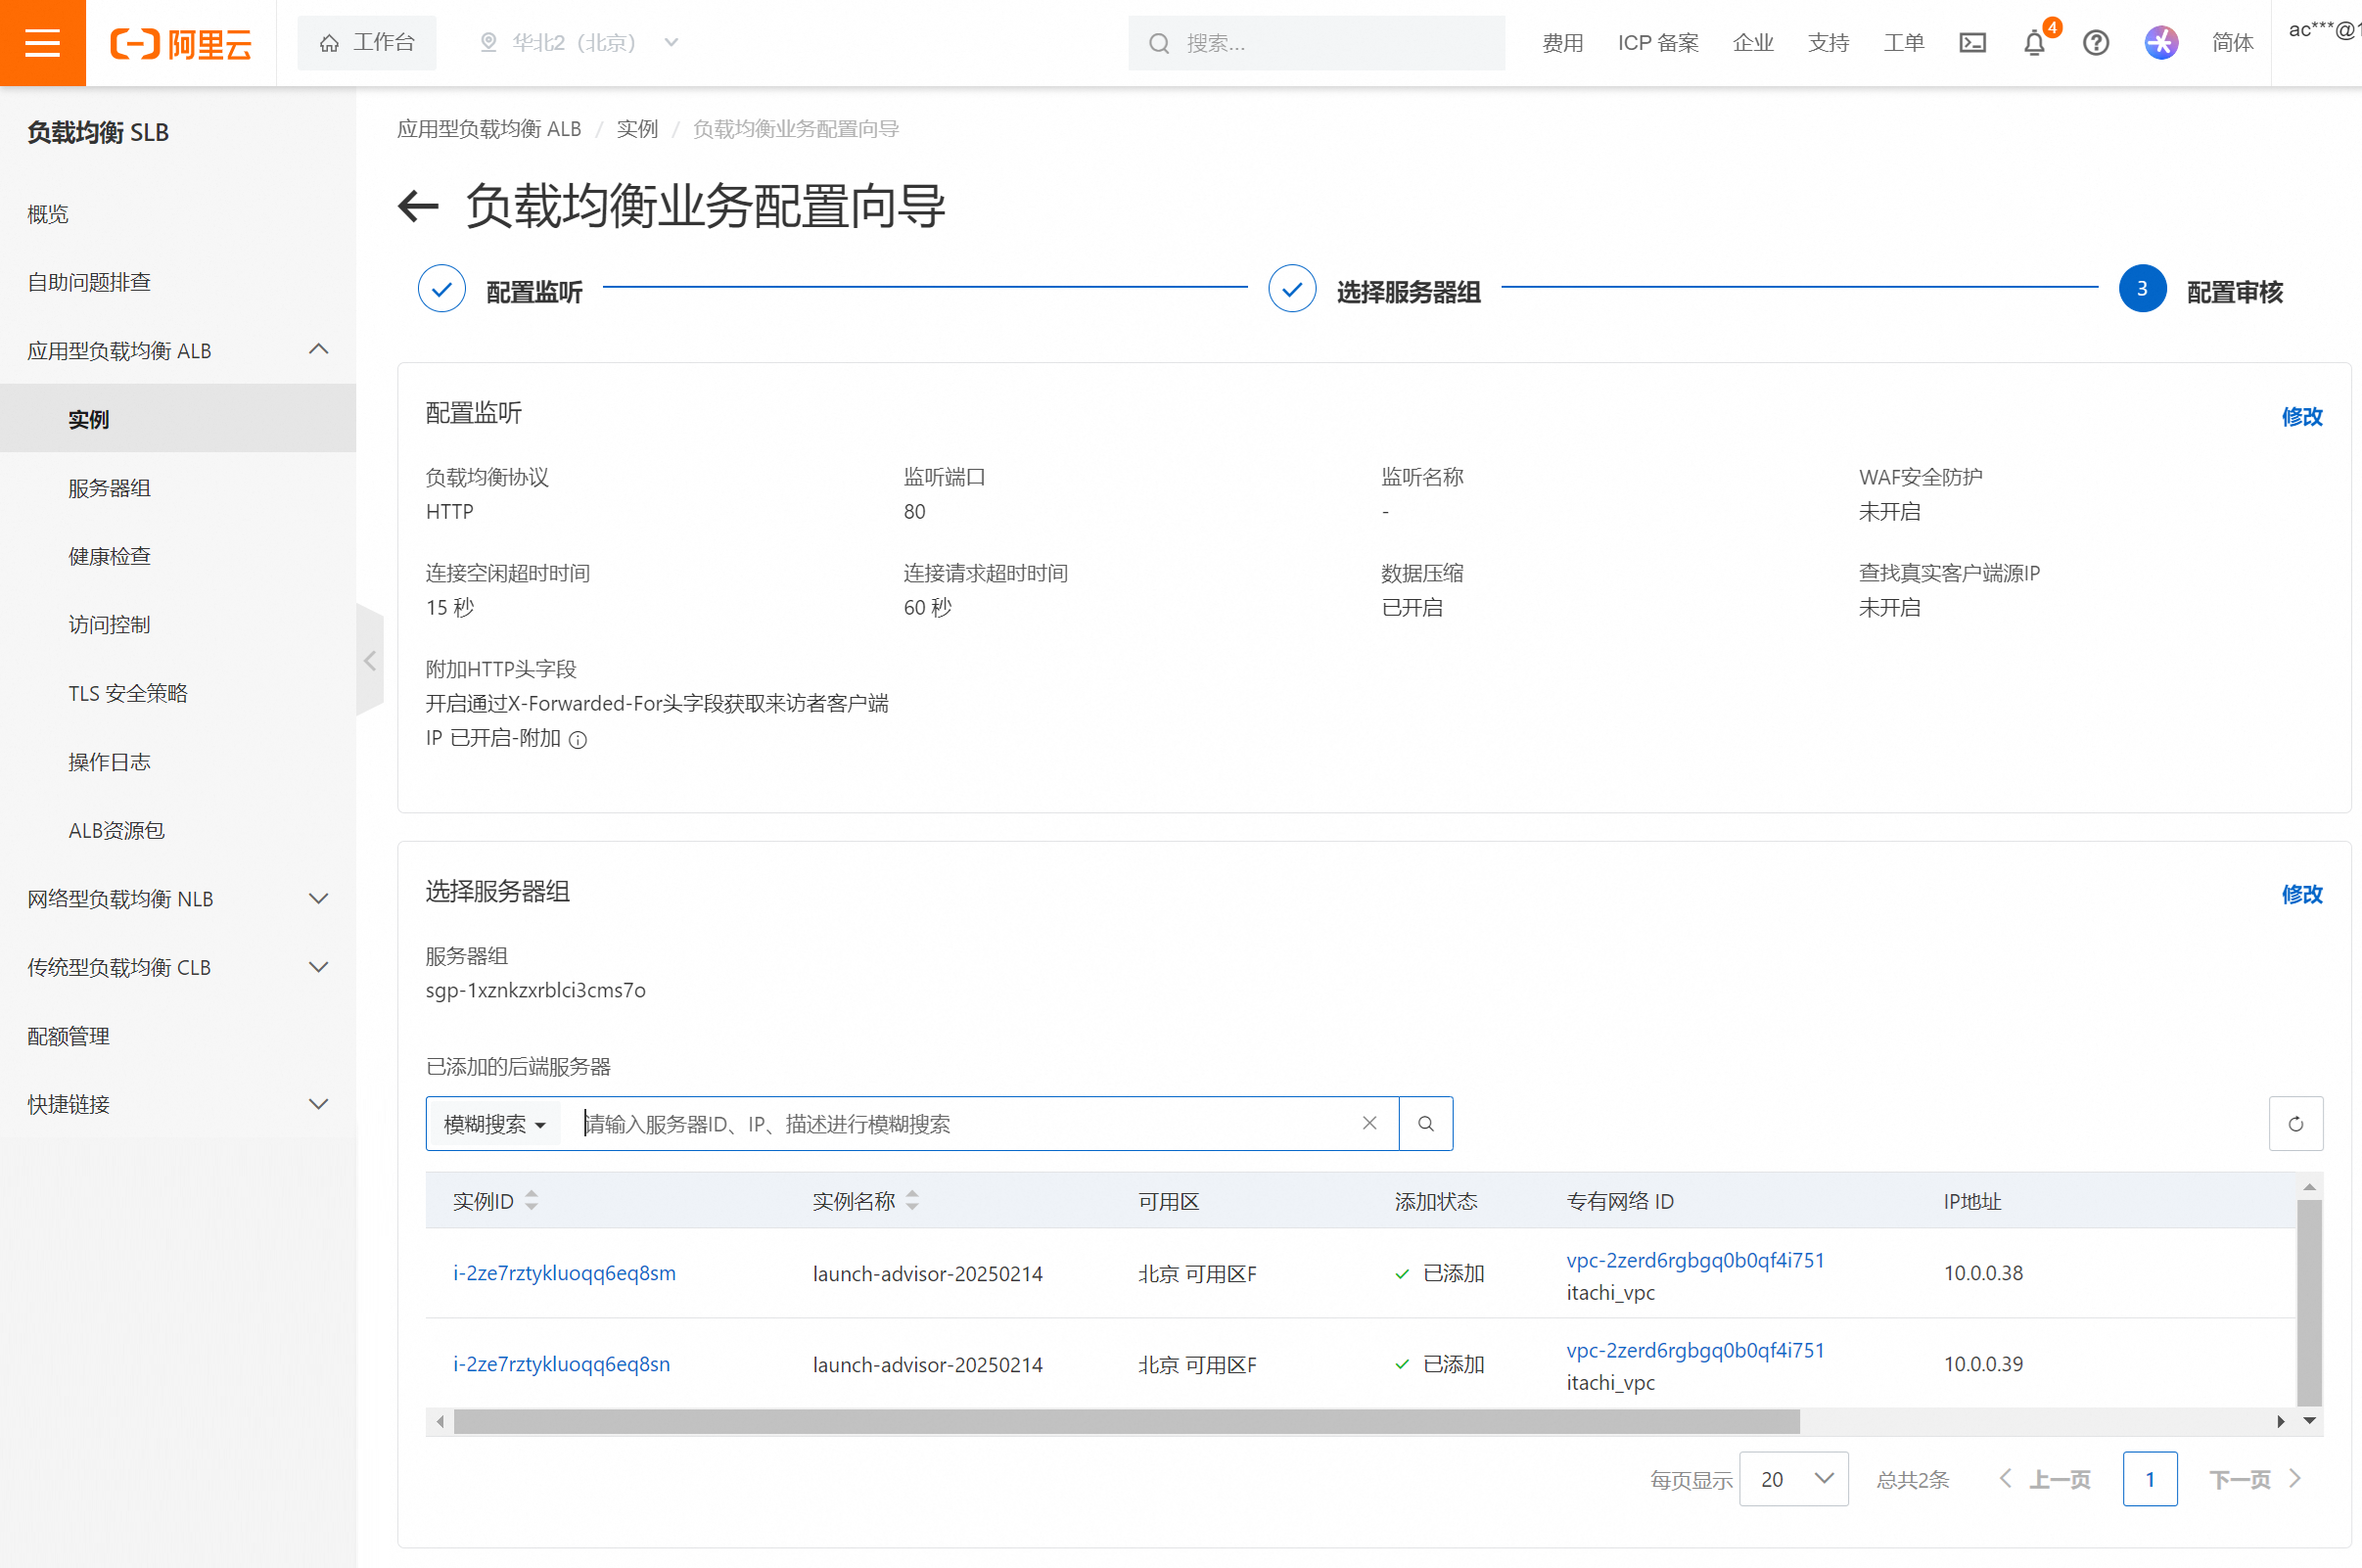 阿里云
工作台
华北2（北京）
搜索...
费用
ICP 备案
企业
支持
工单
4
简体
ac***@1
负载均衡 SLB
概览
自助问题排查
应用型负载均衡 ALB
实例
服务器组
健康检查
访问控制
TLS 安全策略
操作日志
ALB资源包
网络型负载均衡 NLB
传统型负载均衡 CLB
配额管理
快捷链接
应用型负载均衡 ALB / 实例 / 负载均衡业务配置向导
负载均衡业务配置向导
配置监听
选择服务器组
3 配置审核
配置监听
修改
负载均衡协议
HTTP
监听端口
80
监听名称
-
WAF安全防护
未开启
连接空闲超时时间
15 秒
连接请求超时时间
60 秒
数据压缩
已开启
查找真实客户端源IP
未开启
附加HTTP头字段
开启通过X-Forwarded-For头字段获取来访者客户端
IP 已开启-附加
选择服务器组
修改
服务器组
sgp-1xznkzxrblci3cms7o
已添加的后端服务器
模糊搜索
请输入服务器ID、IP、描述进行模糊搜索
实例ID 实例名称 可用区 添加状态 专有网络 ID IP地址
i-2ze7rztykluoqq6eq8sm launch-advisor-20250214 北京 可用区F 已添加 vpc-2zerd6rgbgq0b0qf4i751 10.0.0.38
itachi_vpc
i-2ze7rztykluoqq6eq8sn launch-advisor-20250214 北京 可用区F 已添加 vpc-2zerd6rgbgq0b0qf4i751 10.0.0.39
itachi_vpc
每页显示 20 总共2条 上一页 1 下一页